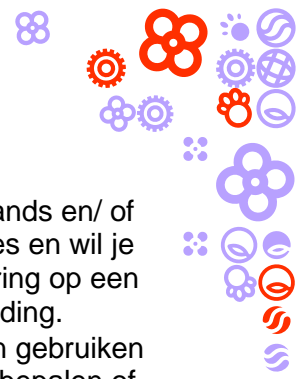 ands en/ of
es en wil je
ring op een
ding.
n gebruiken